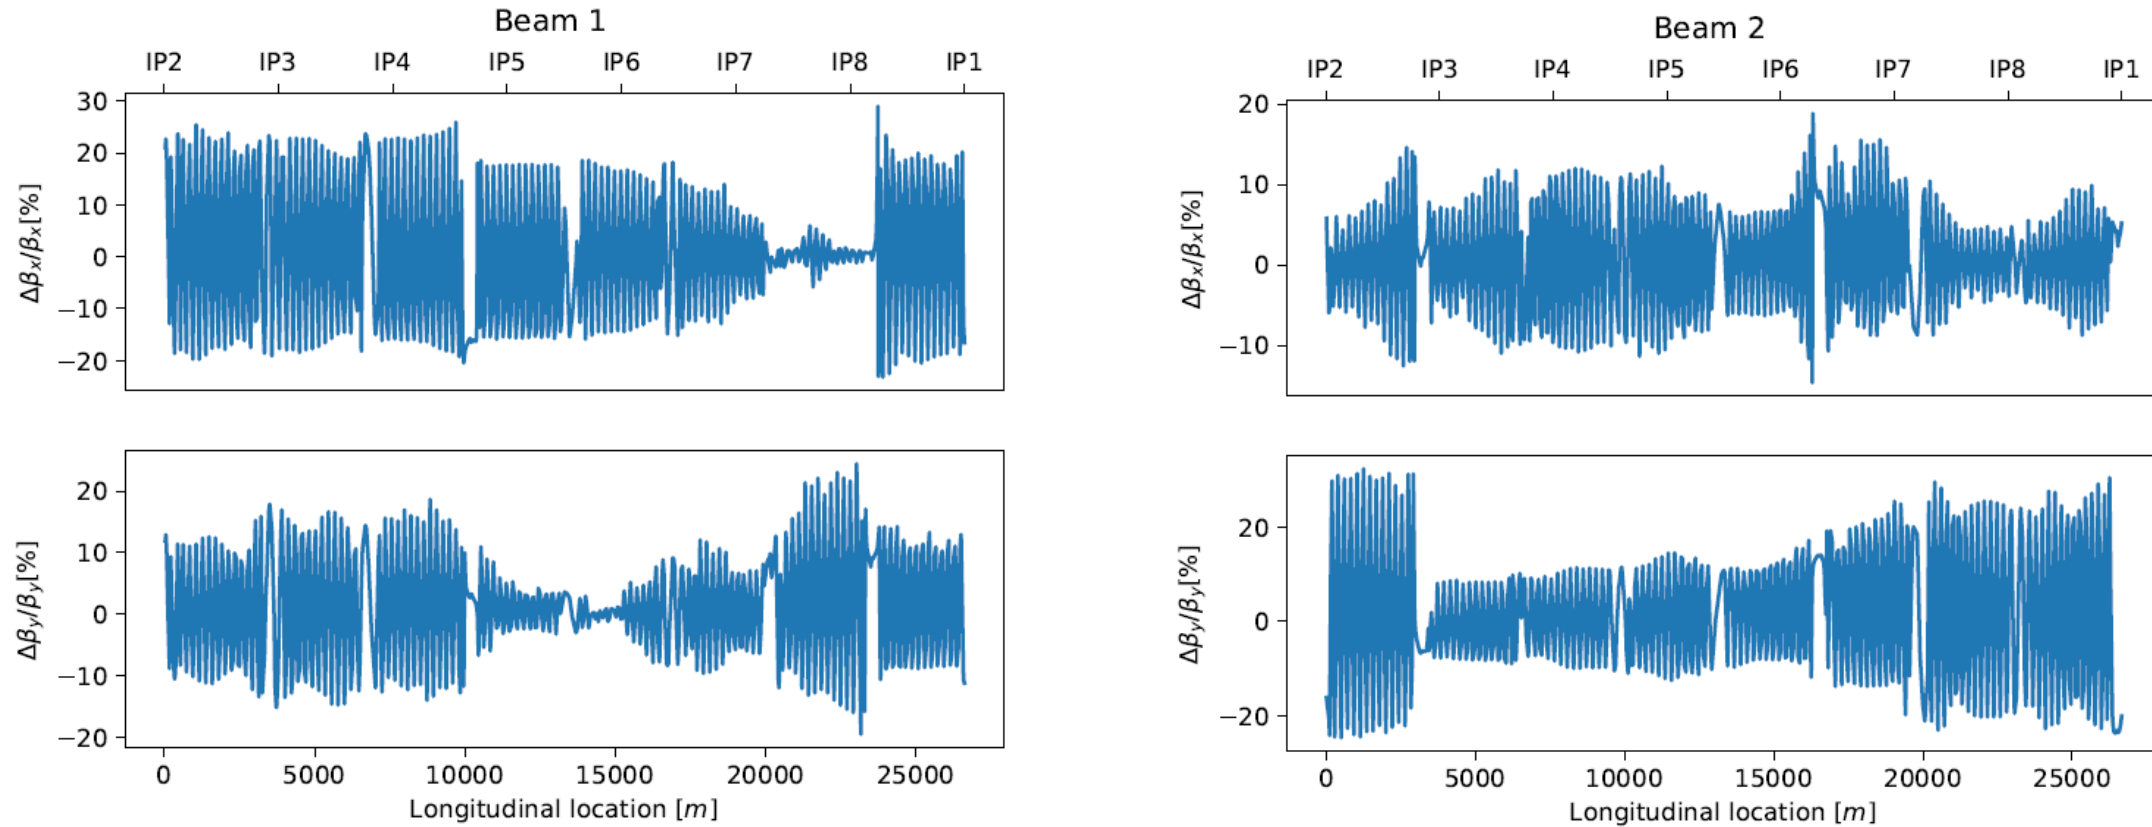 Beam 1
IP2 IP3 IP4 IP5 IP6 IP7 IP8 IP1
30
20
10
0
−10
−20
Δβx/βx[%]
20
10
0
−10
−20
Δβy/βy[%]
0 5000 10000 15000 20000 25000
Longitudinal location [m]
Beam 2
IP2 IP3 IP4 IP5 IP6 IP7 IP8 IP1
20
10
0
−10
Δβx/βx[%]
20
0
−20
Δβy/βy[%]
0 5000 10000 15000 20000 25000
Longitudinal location [m]